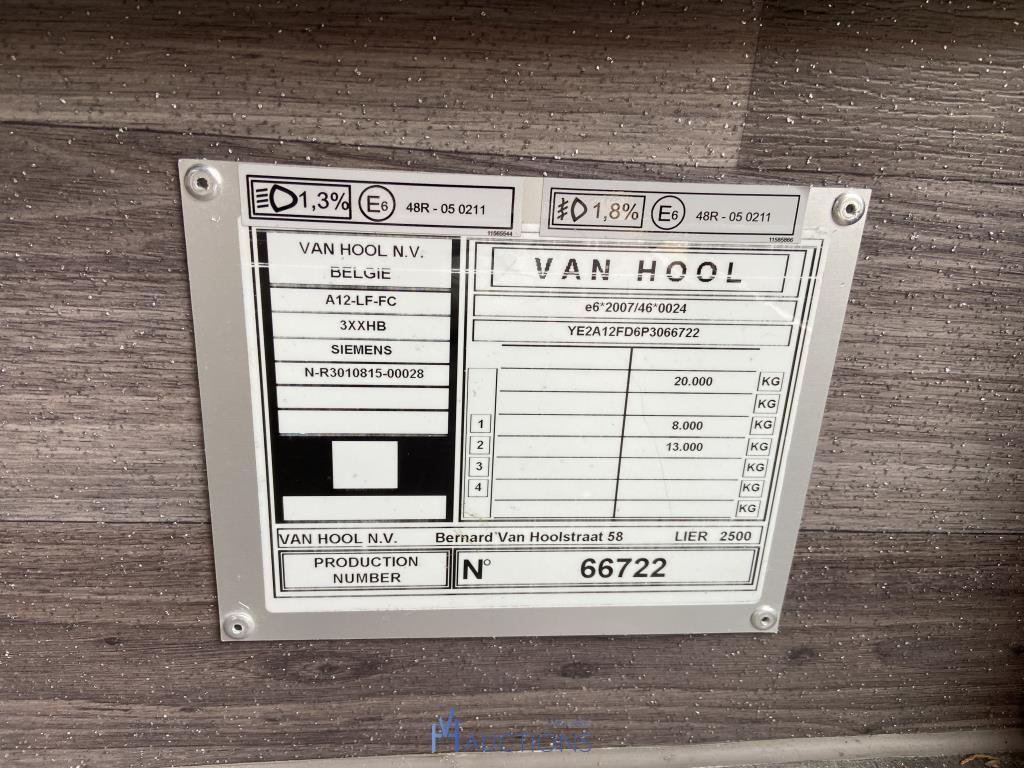 1,3% E6 48R - 05 0211
11565544
1,8% E6 48R - 05 0211
VAN HOOL N.V.
BELGIE
A12-LF-FC
3XXHB
SIEMENS
N-R3010815-00028
VAN HOOL
e6*2007/46*0024
YE2A12FD6P3066722
20.000 KG
KG
1 8.000 KG
2 13.000 KG
3 KG
4 KG
KG
VAN HOOL N.V. Bernard Van Hoolstraat 58 LIER 2500
PRODUCTION
NUMBER
N° 66722
AUCTIONS